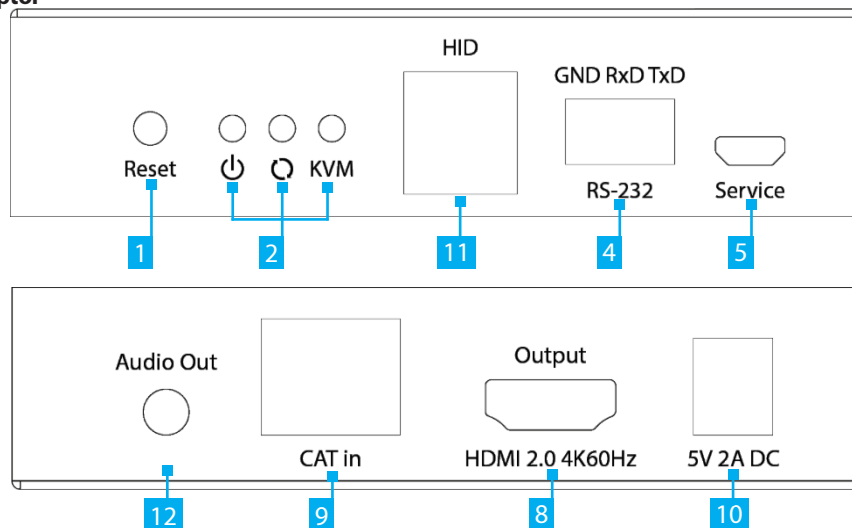 HID
GND RxD TxD
Reset
KVM
RS-232
Service
1
2
11
4
5
Audio Out
Output
CAT in
HDMI 2.0 4K60Hz
5V 2A DC
12
9
8
10